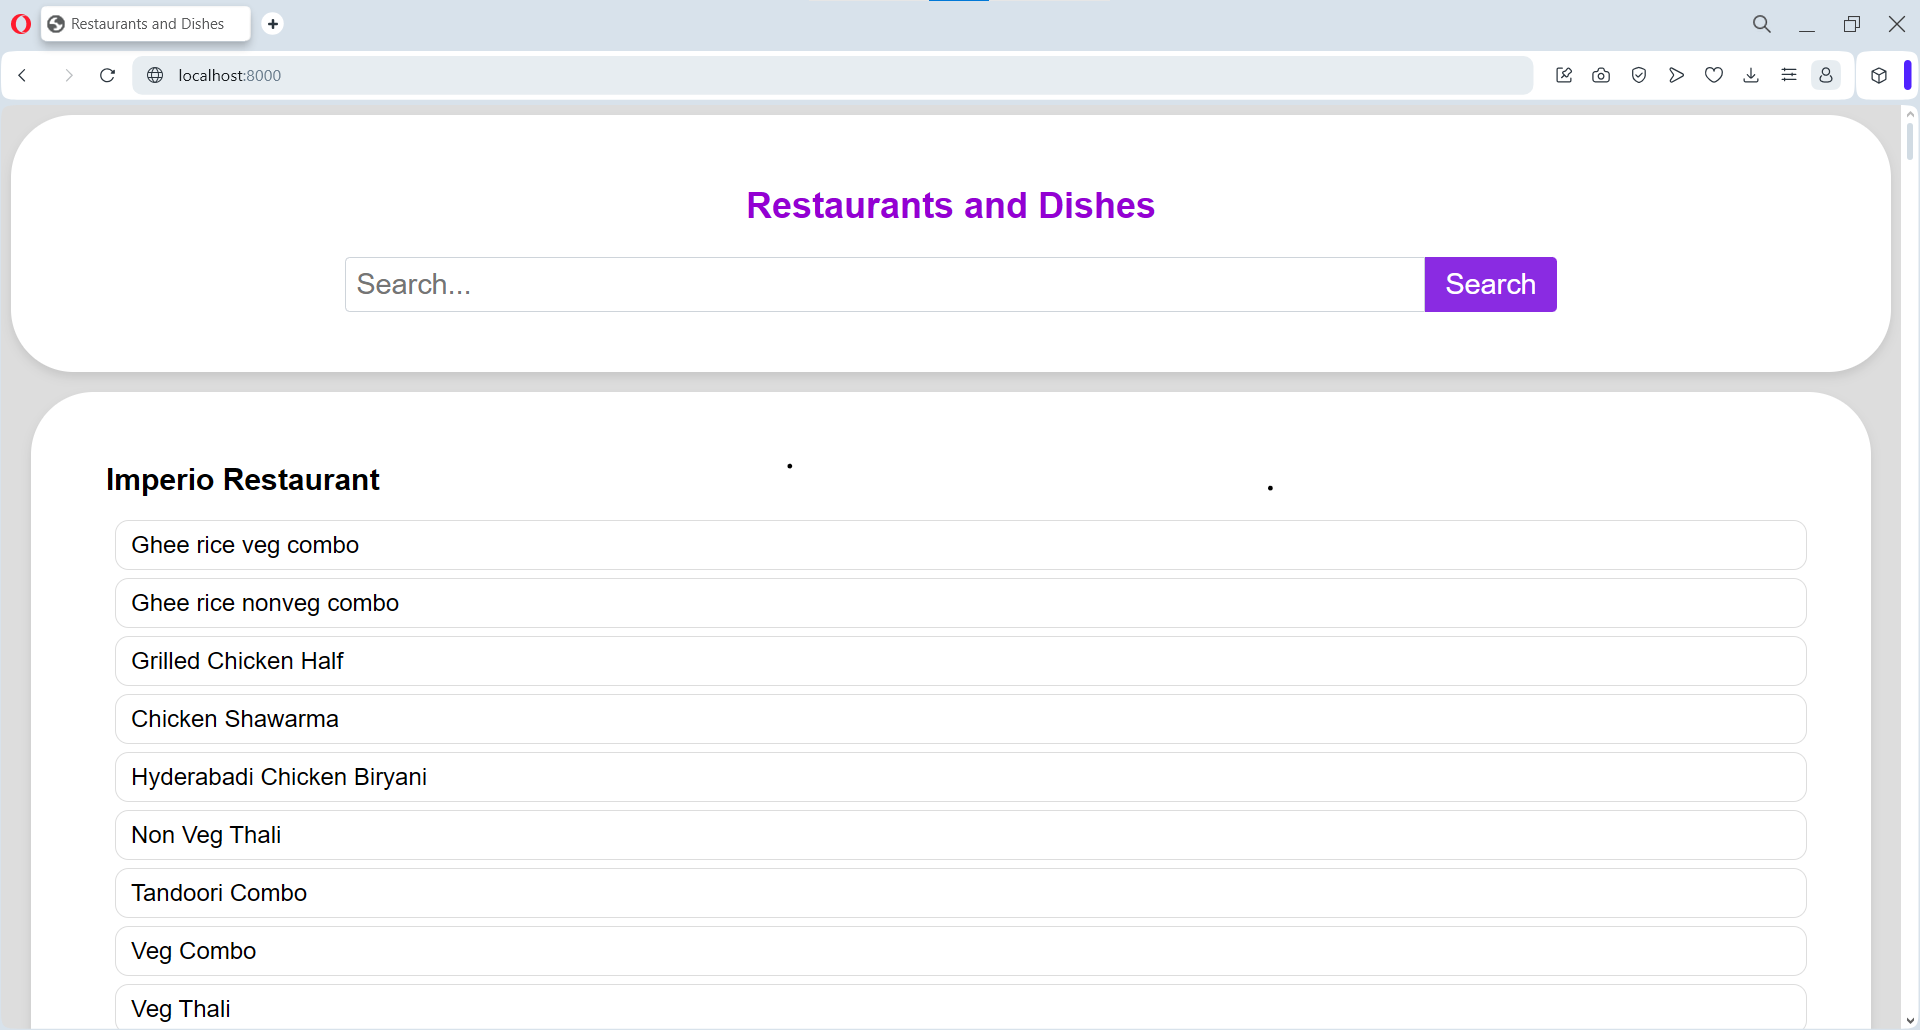 Restaurants and Dishes
localhost:8000
Restaurants and Dishes
Search...
Search
Imperio Restaurant
Ghee rice veg combo
Ghee rice nonveg combo
Grilled Chicken Half
Chicken Shawarma
Hyderabadi Chicken Biryani
Non Veg Thali
Tandoori Combo
Veg Combo
Veg Thali